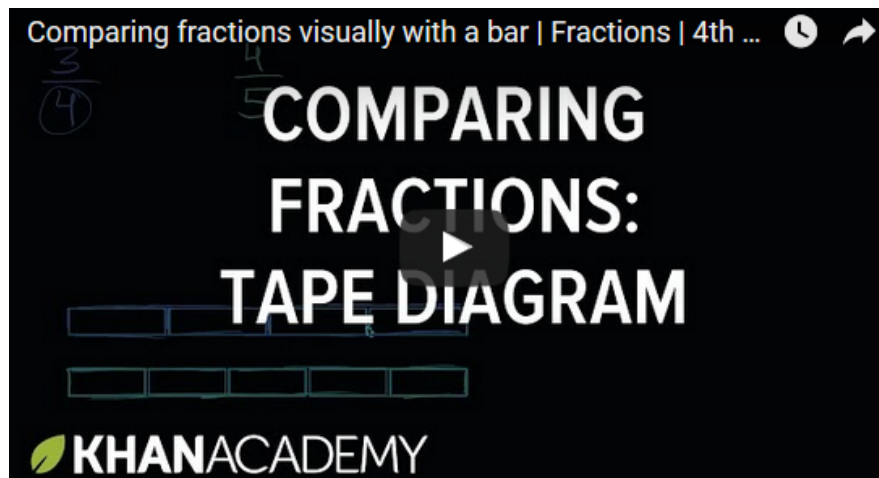 Comparing fractions visually with a bar | Fractions | 4th ...
3/4 4/5
COMPARING
FRACTIONS:
TAPE DIAGRAM
KHANACADEMY